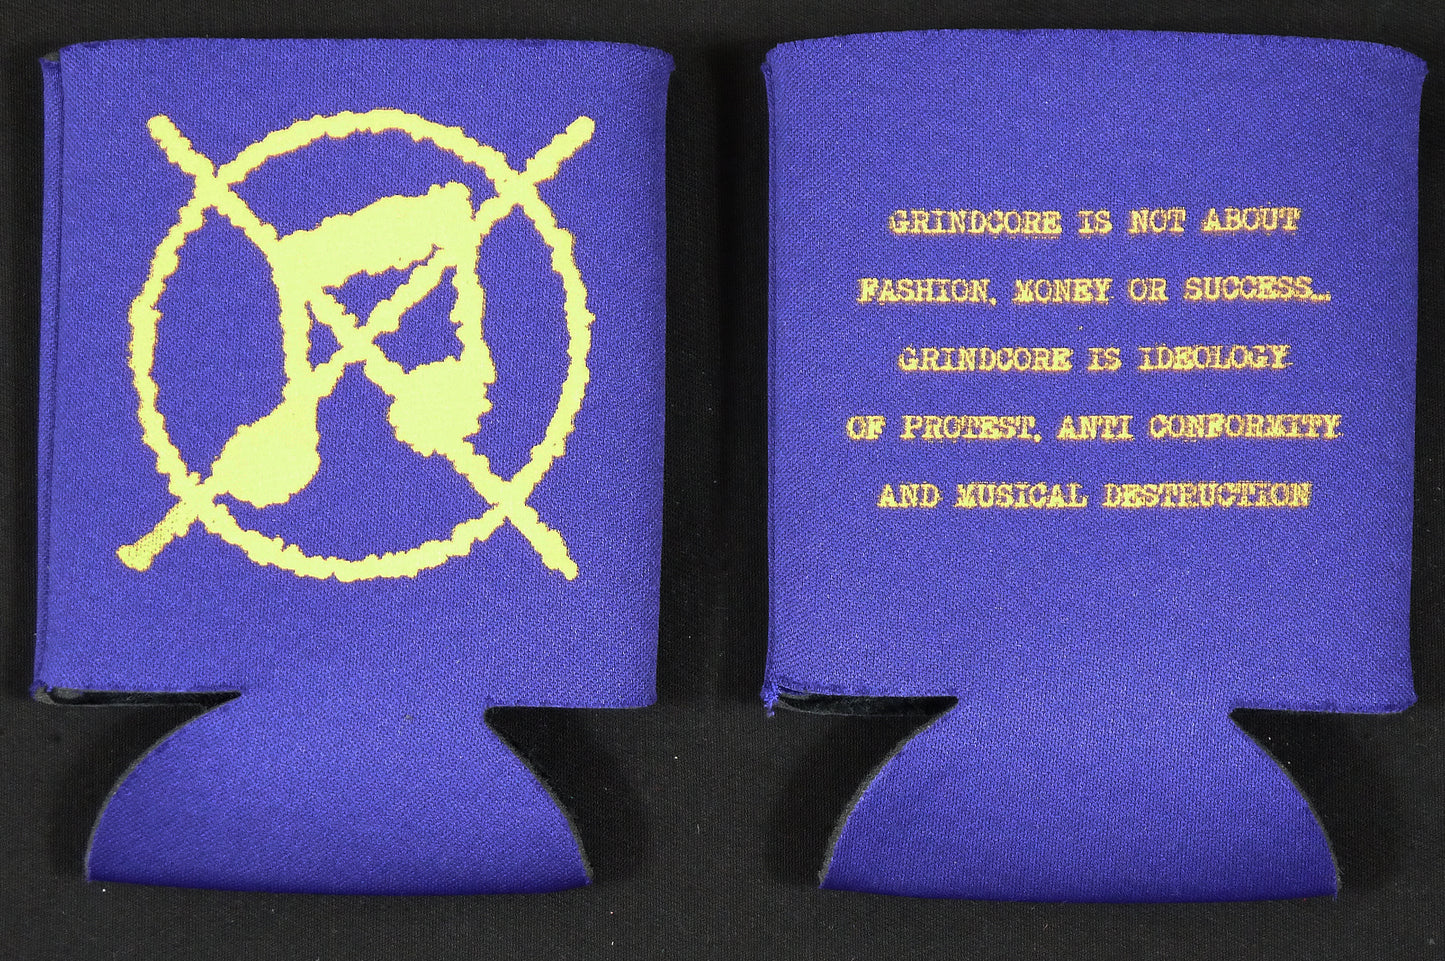 GRINDCORE IS NOT ABOUT
FASHION, MONEY OR SUCCESS...
GRINDCORE IS IDEOLOGY
OF PROTEST, ANTI CONFORMITY
AND MUSICAL DESTRUCTION